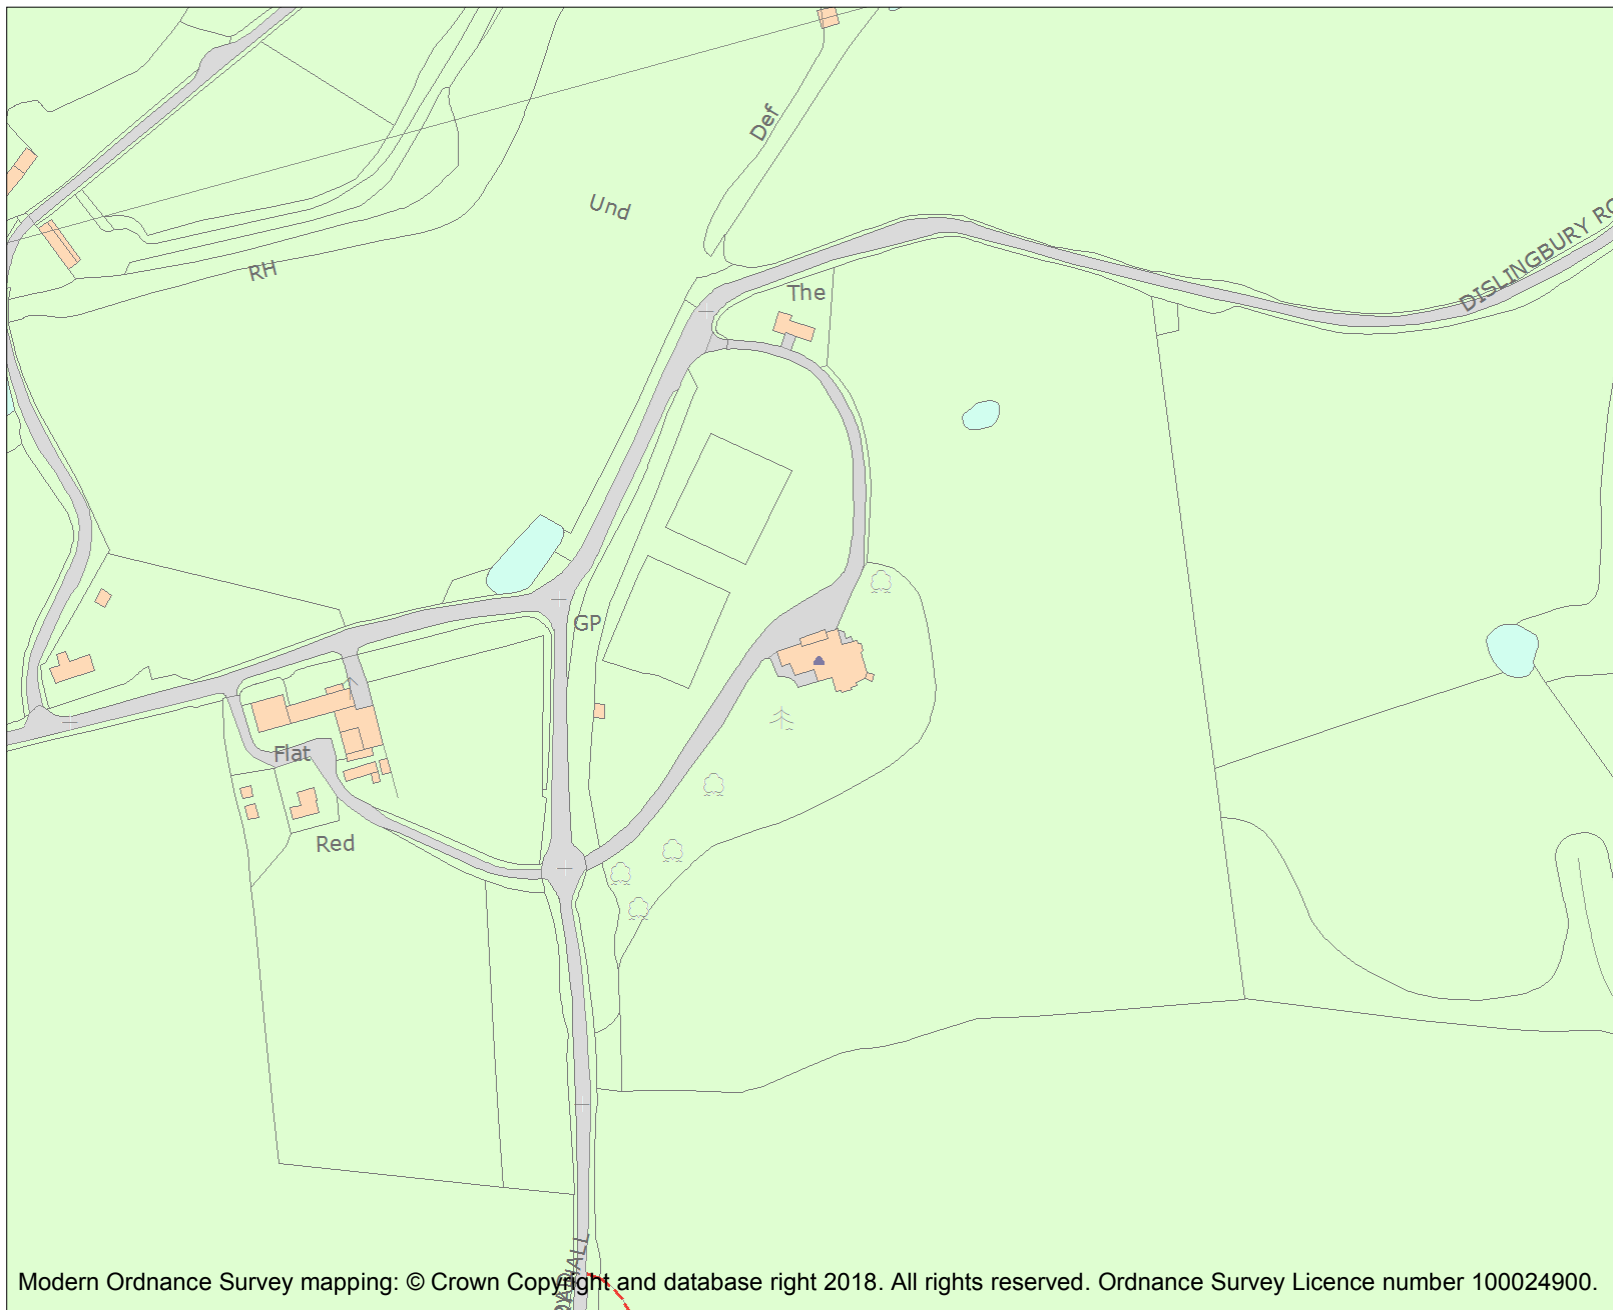 Def
Und
DISLINGBURY
RH
The
GP
Flat
Red
Modern Ordnance Survey mapping: © Crown Copyright and database right 2018. All rights reserved. Ordnance Survey Licence number 100024900.